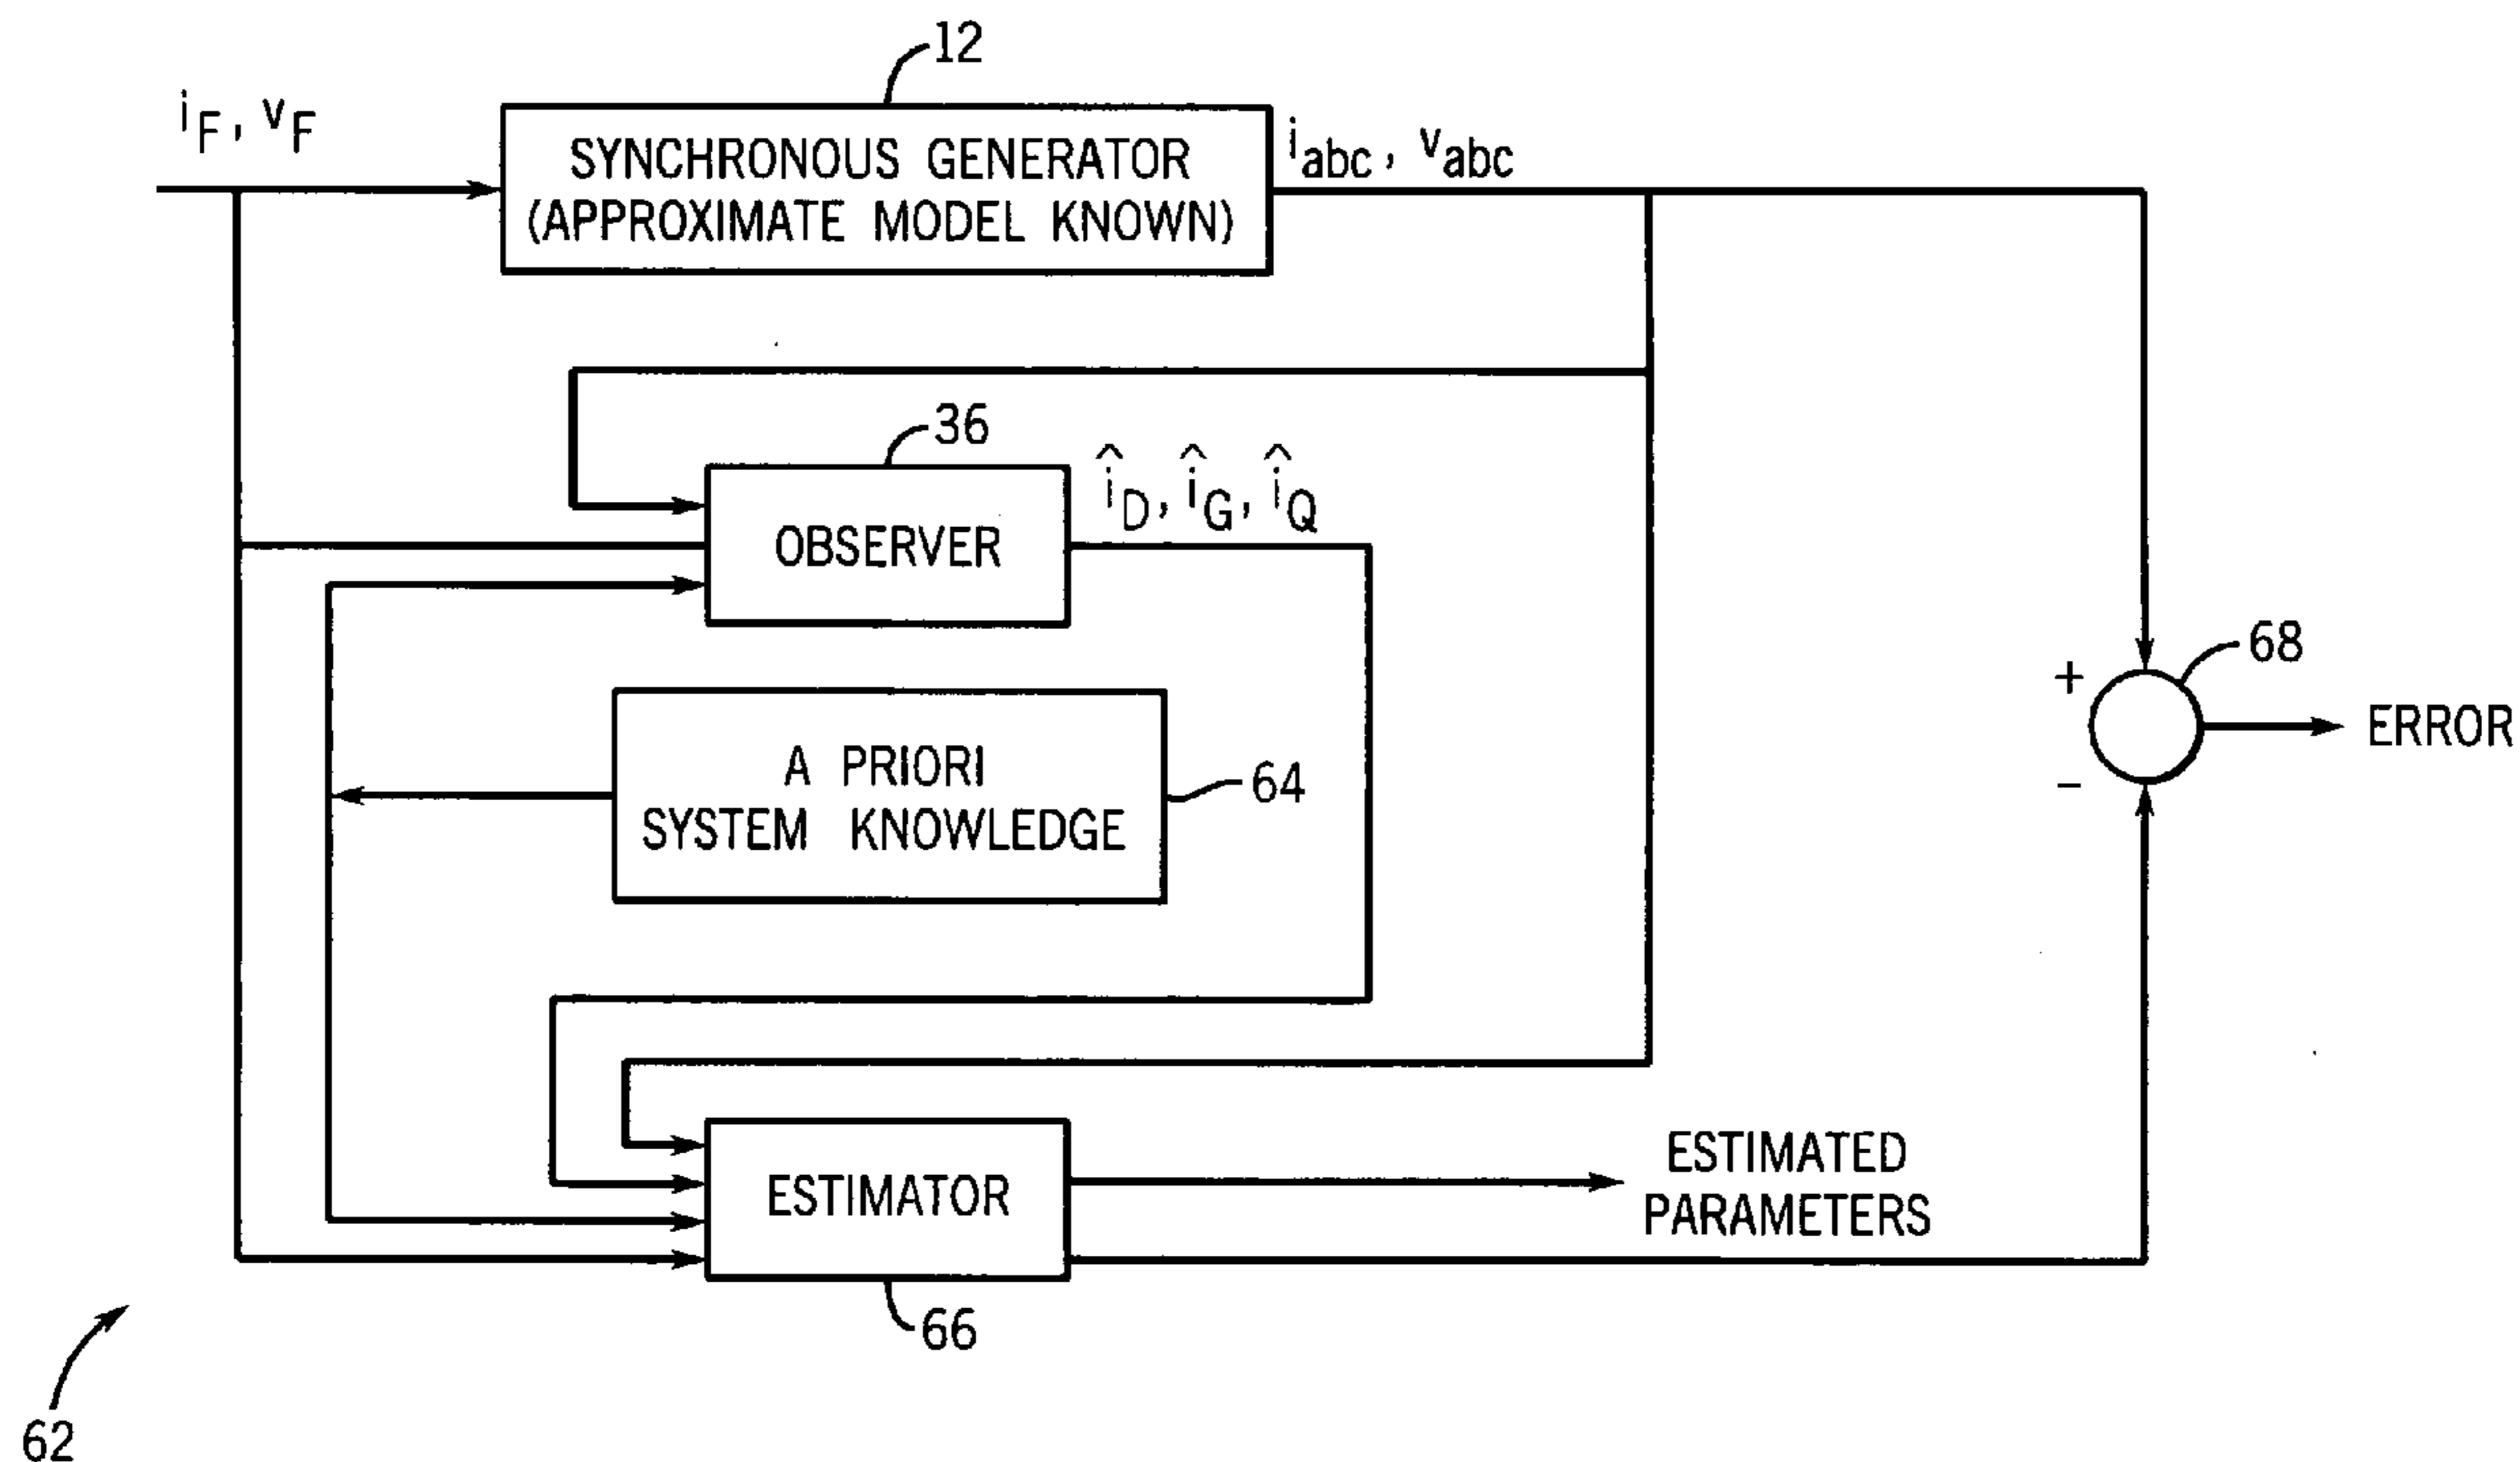 12
i_F, v_F
SYNCHRONOUS GENERATOR
(APPROXIMATE MODEL KNOWN)
i_abc, v_abc
36
î_D, î_G, î_Q
OBSERVER
68
+
ERROR
-
A PRIORI
SYSTEM KNOWLEDGE
64
ESTIMATOR
ESTIMATED
PARAMETERS
66
62